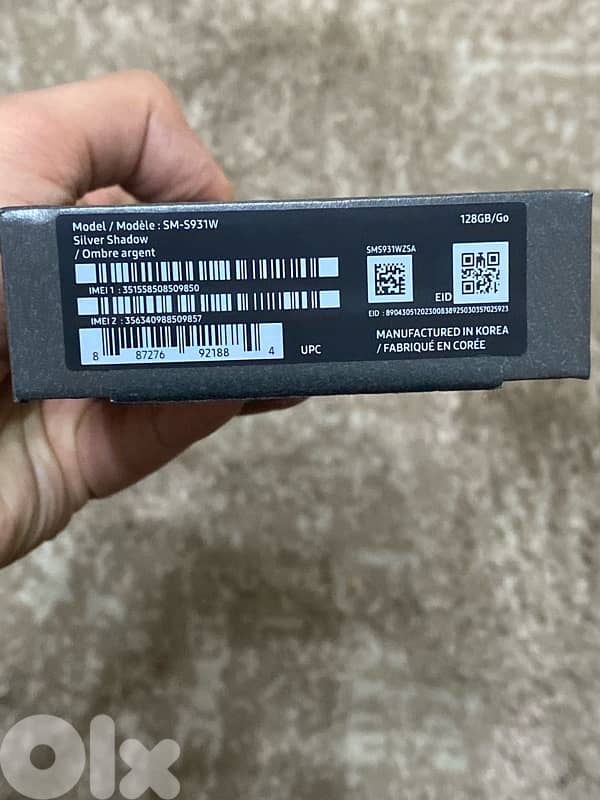 Model / Modèle : SM-S931W
128GB/Go
Silver Shadow
/ Ombre argent
SMS931WZSA
IMEI 1 : 351558508509850
EID
IMEI 2 : 356340988509857
EID : 89043051202300838925030357025923
8 87276 92188 4
UPC
MANUFACTURED IN KOREA
/ FABRIQUÉ EN CORÉE
Olx